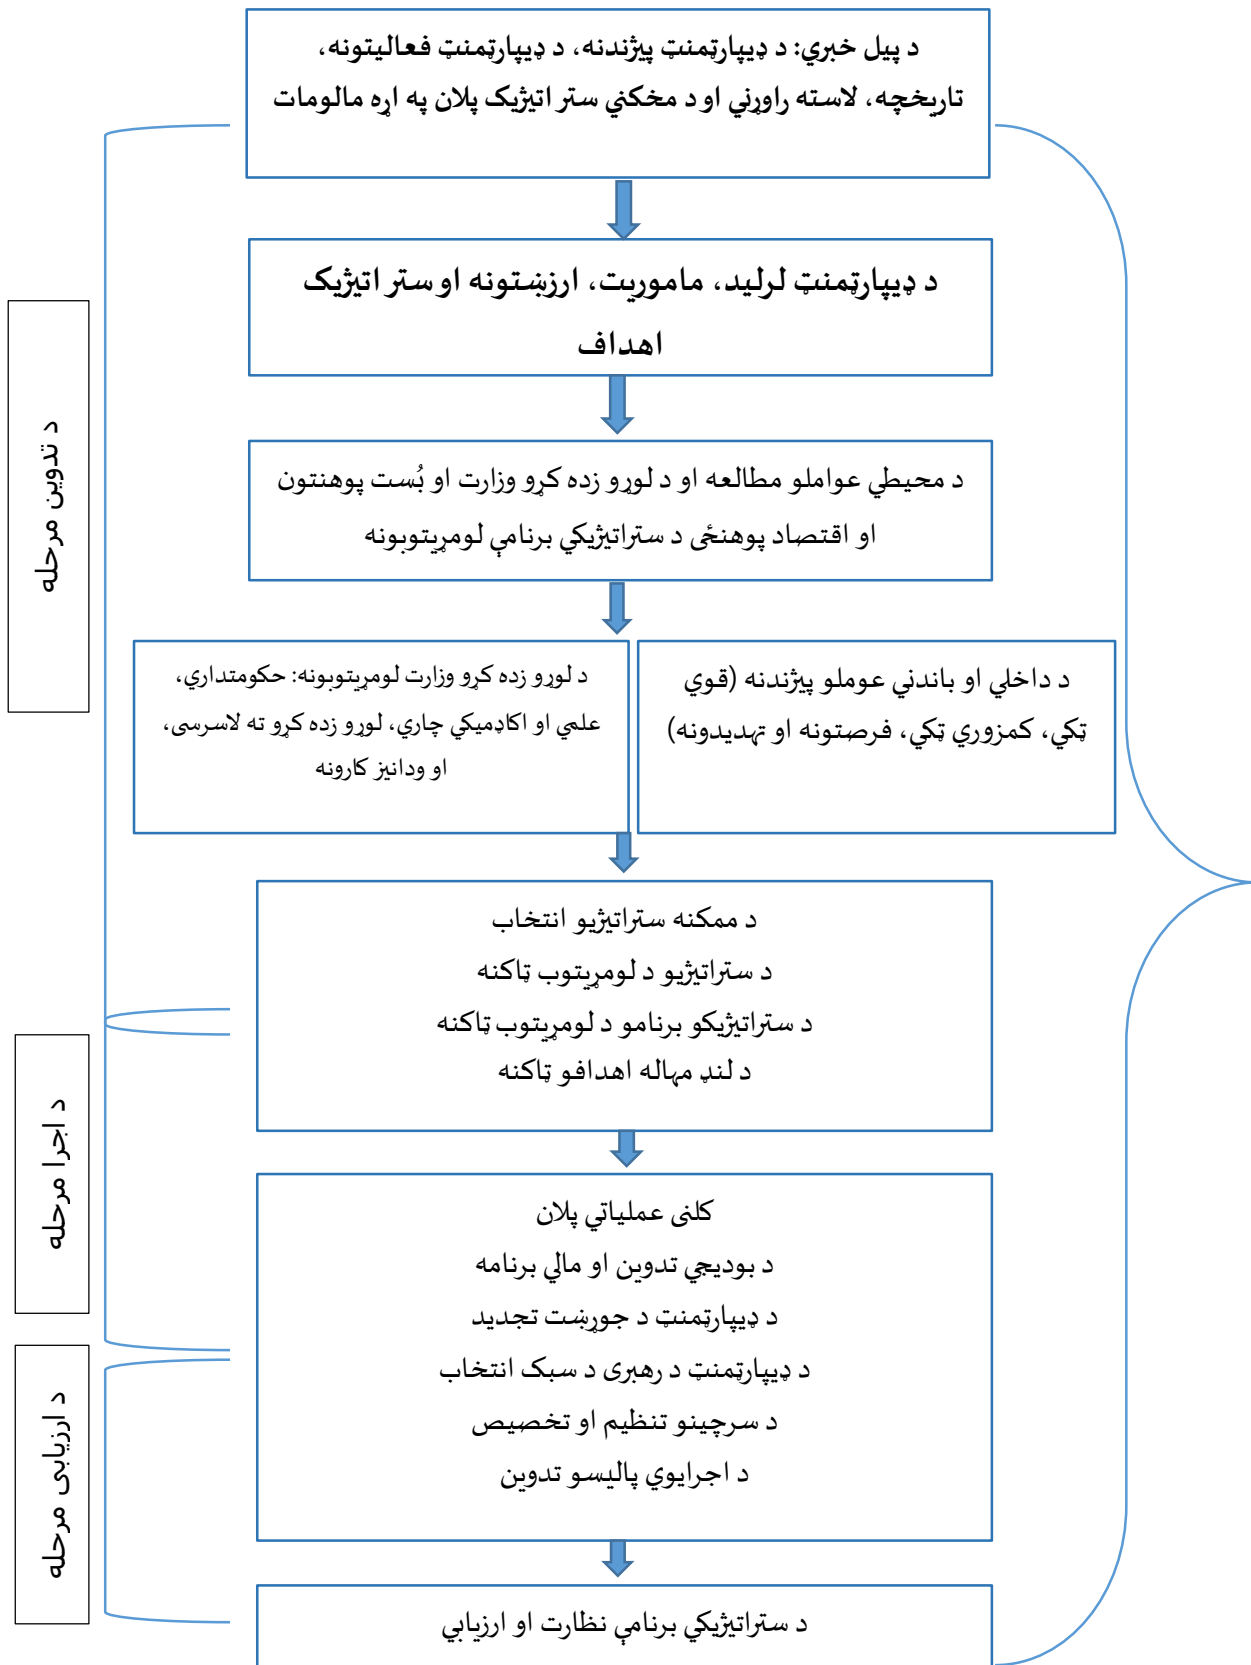 د پیل خبري: د ډیپارټمنټ پیژندنه، د ډیپارټمنټ فعالیتونه،
تاریخچه، لاسته راوړني او د مخکني ستر اتیژیک پلان په اړه مالومات
د ډیپارټمنټ لرلید، ماموریت، ارزښتونه او ستر اتیژیک
اهداف
د محیطي عواملو مطالعه او د لوړو زده کړو وزارت او بُست پوهنتون
او اقتصاد پوهنځی د ستراتیژیکي برنامې لومړیتوبونه
د داخلي او باندني عوملو پیژندنه (قوي
ټکي، کمزوري ټکي، فرصتونه او تهدیدونه)
د لوړو زده کړو وزارت لومړیتوبونه: حکومتداري،
علمي او اکاډمیکي چاري، لوړو زده کړو ته لاسرسی،
او ودانیز کارونه
د ممکنه ستراتیژیو انتخاب
د ستراتیژیو د لومړیتوب ټاکنه
د ستراتیژیکو برنامو د لومړیتوب ټاکنه
د لنډ مهاله اهدافو ټاکنه
کلنی عملیاتي پلان
د بودیجي تدوین او مالي برنامه
د ډیپارټمنټ د جوړښت تجدید
د ډیپارټمنټ د رهبری د سبک انتخاب
د سرچینو تنظیم او تخصیص
د اجرایوي پالیسو تدوین
د ستراتیژیکي برنامې نظارت او ارزیابي
د تدوین مرحله
د اجرا مرحله
د ارزیابی مرحله